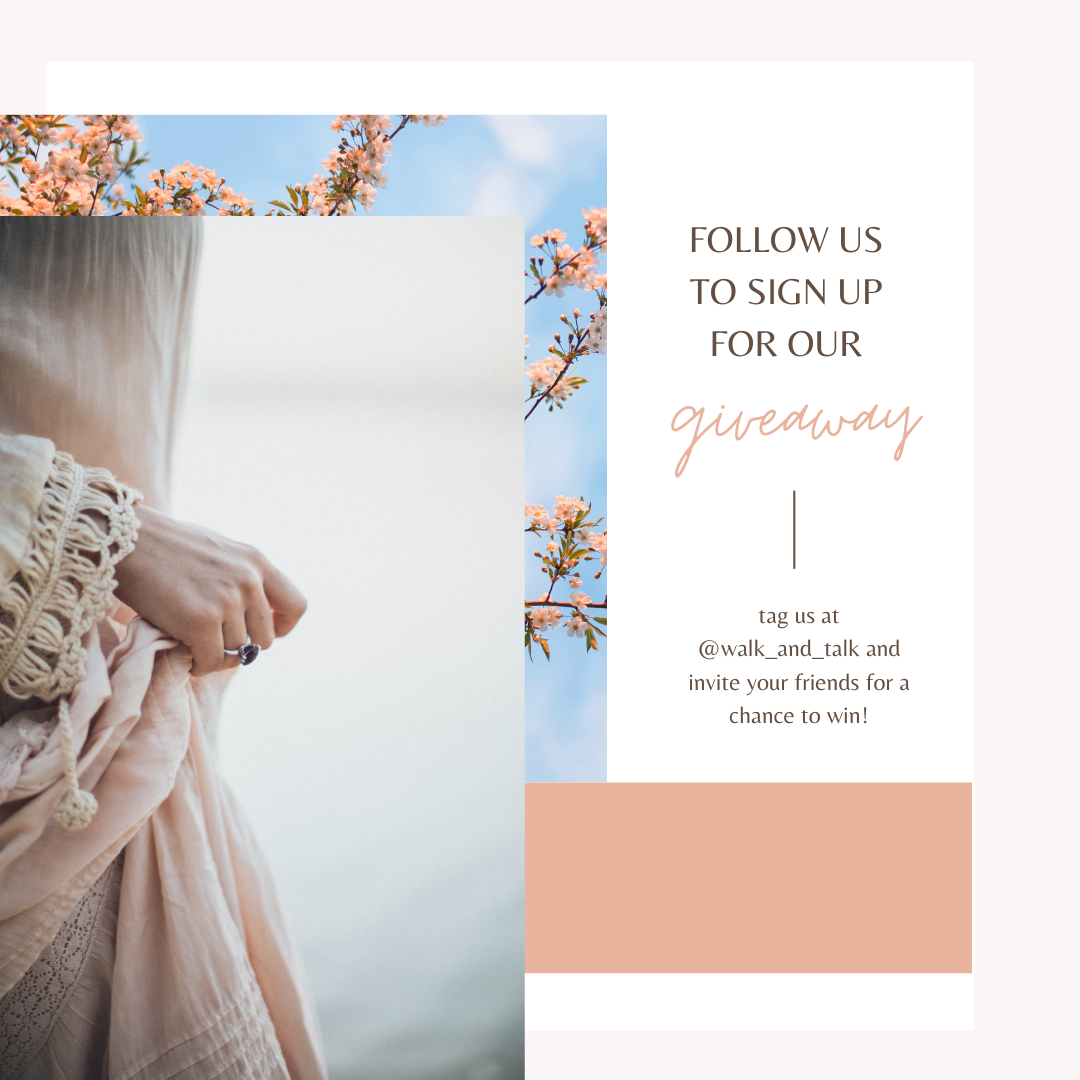 FOLLOW US
TO SIGN UP
FOR OUR
giveaway
tag us at
@walk_and_talk and
invite your friends for a
chance to win!